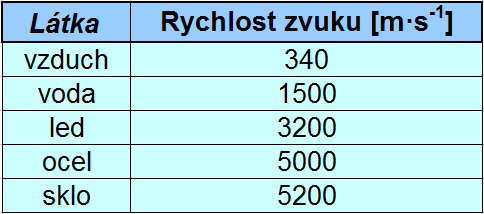 Látka Rychlost zvuku [m·s⁻¹]
vzduch 340
voda 1500
led 3200
ocel 5000
sklo 5200